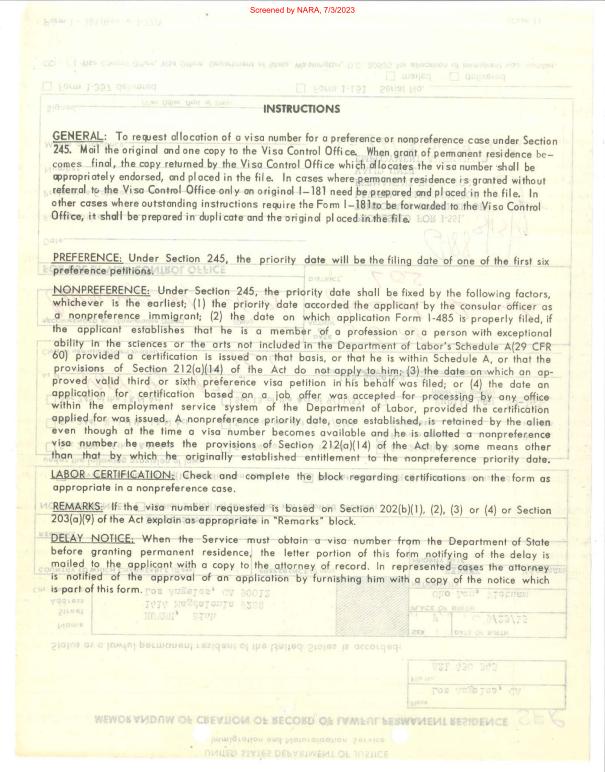 Screened by NARA, 7/3/2023
INSTRUCTIONS
GENERAL: To request allocation of a visa number for a preference or nonpreference case under Section
245. Mail the original and one copy to the Visa Control Office. When grant of permanent residence be-
comes final, the copy returned by the Visa Control Office which allocates the visa number shall be
appropriately endorsed, and placed in the file. In cases where permanent residence is granted without
referral to the Visa Control Office only an original I-181 need be prepared and placed in the file. In
other cases where outstanding instructions require the Form I-181 to be forwarded to the Visa Control
Office, it shall be prepared in duplicate and the original placed in the file.
PREFERENCE: Under Section 245, the priority date will be the filing date of one of the first six
preference petitions.
NONPREFERENCE: Under Section 245, the priority date shall be fixed by the following factors,
whichever is the earliest; (1) the priority date accorded the applicant by the consular officer as
a nonpreference immigrant; (2) the date on which application Form I-485 is properly filed, if
the applicant establishes that he is a member of a profession or a person with exceptional
ability in the sciences or the arts not included in the Department of Labor's Schedule A(29 CFR
60) provided a certification is issued on that basis, or that he is within Schedule A, or that the
provisions of Section 212(a)(14) of the Act do not apply to him; (3) the date on which an ap-
proved valid third or sixth preference visa petition in his behalf was filed; or (4) the date an
application for certification based on a job offer was accepted for processing by any office
within the employment service system of the Department of Labor, provided the certification
applied for was issued. A nonpreference priority date, once established, is retained by the alien
even though at the time a visa number becomes available and he is allotted a nonpreference
visa number he meets the provisions of Section 212(a)(14) of the Act by some means other
than that by which he originally established entitlement to the nonpreference priority date.
LABOR CERTIFICATION: Check and complete the block regarding certifications on the form as
appropriate in a nonpreference case.
REMARKS: If the visa number requested is based on Section 202(b)(1), (2), (3) or (4) or Section
203(a)(9) of the Act explain as appropriate in "Remarks" block.
DELAY NOTICE: When the Service must obtain a visa number from the Department of State
before granting permanent residence, the letter portion of this form notifying of the delay is
mailed to the applicant with a copy to the attorney of record. In represented cases the attorney
is notified of the approval of an application by furnishing him with a copy of the notice which
is part of this form.